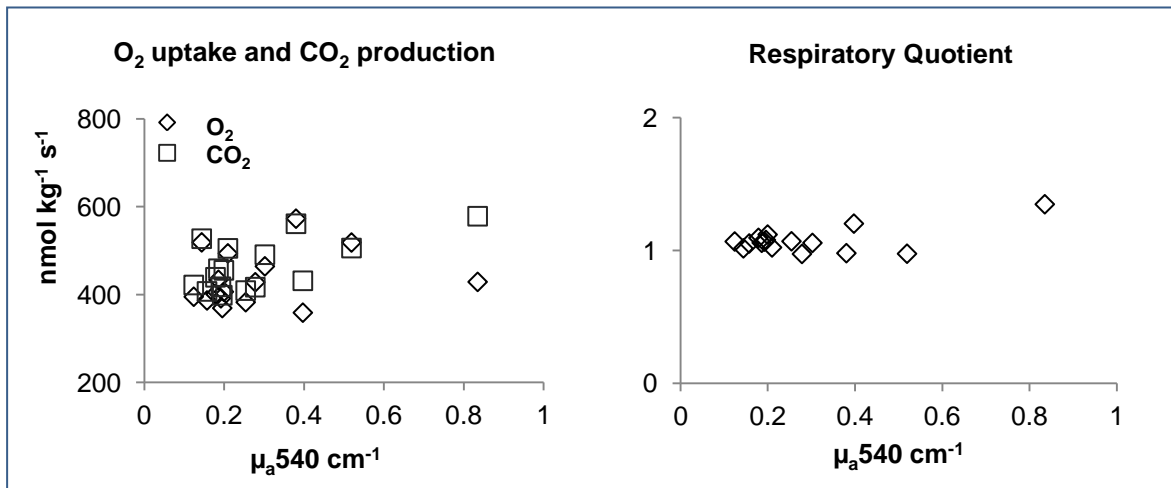 O₂ uptake and CO₂ production
800
600
400
200
nmol kg⁻¹ s⁻¹
O₂
CO₂
0 0.2 0.4 0.6 0.8 1
µₐ540 cm⁻¹
Respiratory Quotient
2
1
0
0 0.2 0.4 0.6 0.8 1
µₐ540 cm⁻¹